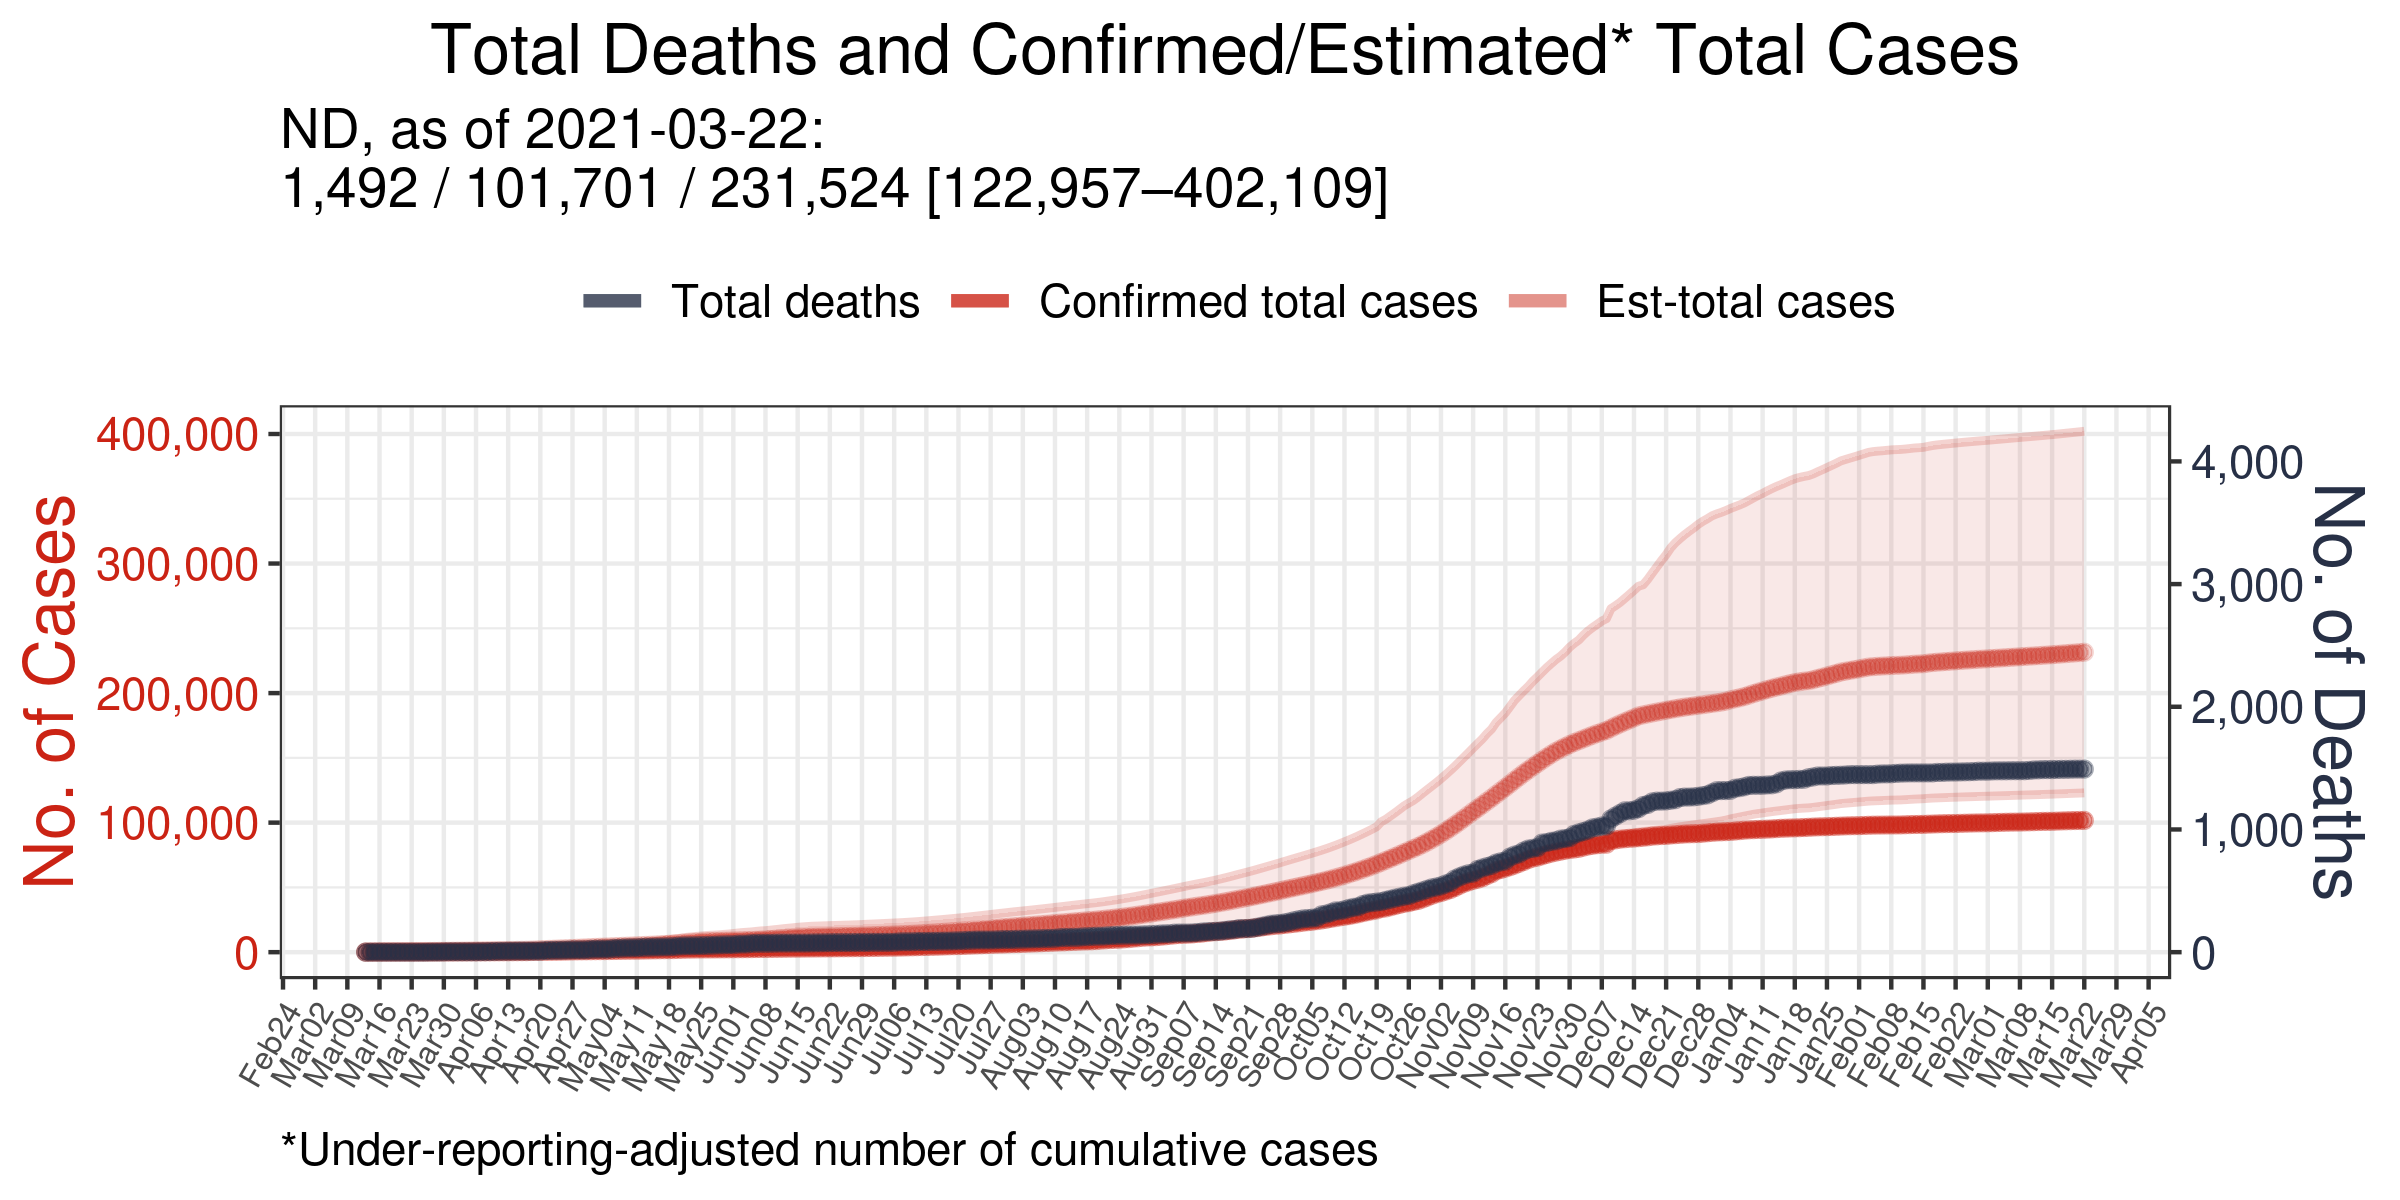 Total Deaths and Confirmed/Estimated* Total Cases
ND, as of 2021-03-22:
1,492 / 101,701 / 231,524 [122,957–402,109]
Total deaths
Confirmed total cases
Est-total cases
No. of Cases
400,000
300,000
200,000
100,000
0
4,000
3,000
2,000
1,000
0
No. of Deaths
Feb24
Mar02
Mar09
Mar16
Mar23
Mar30
Apr06
Apr13
Apr20
Apr27
May04
May11
May18
May25
Jun01
Jun08
Jun15
Jun22
Jun29
Jul06
Jul13
Jul20
Jul27
Aug03
Aug10
Aug17
Aug24
Aug31
Sep07
Sep14
Sep21
Sep28
Oct05
Oct12
Oct19
Oct26
Nov02
Nov09
Nov16
Nov23
Nov30
Dec07
Dec14
Dec21
Dec28
Jan04
Jan11
Jan18
Jan25
Feb01
Feb08
Feb15
Feb22
Mar01
Mar08
Mar15
Mar22
Mar29
Apr05
*Under-reporting-adjusted number of cumulative cases